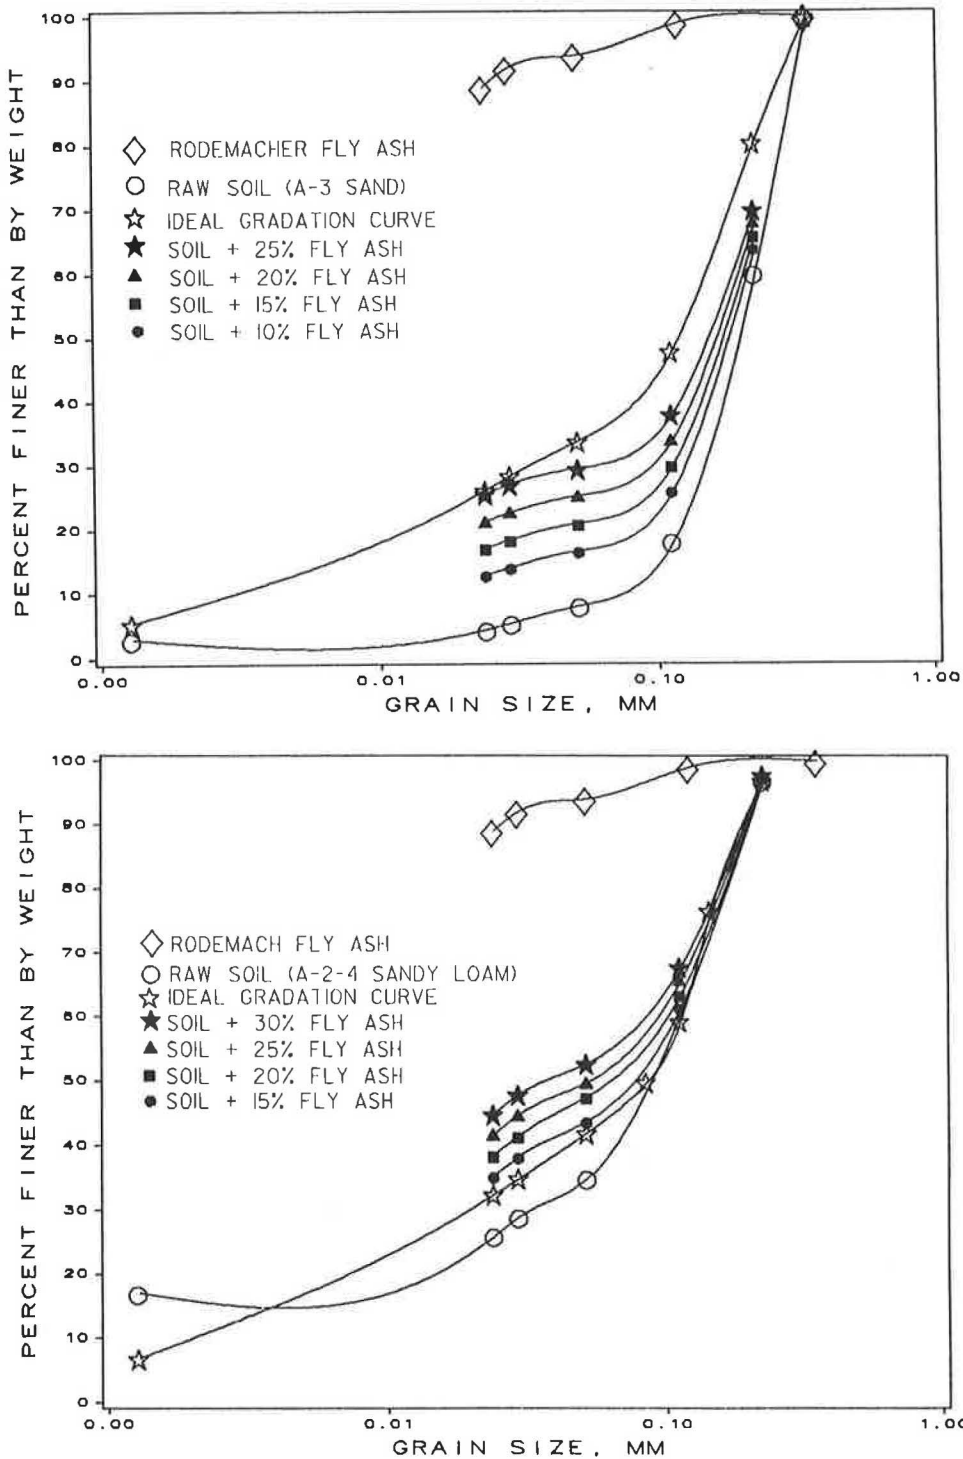 100
90
80
70
60
50
40
30
20
10
0
PERCENT FINER THAN BY WEIGHT
RODEMACHER FLY ASH
RAW SOIL (A-3 SAND)
IDEAL GRADATION CURVE
SOIL + 25% FLY ASH
SOIL + 20% FLY ASH
SOIL + 15% FLY ASH
SOIL + 10% FLY ASH
0.00 0.01 0.10 1.00
GRAIN SIZE, MM
100
90
80
70
60
50
40
30
20
10
0
PERCENT FINER THAN BY WEIGHT
RODEMACH FLY ASH
RAW SOIL (A-2-4 SANDY LOAM)
IDEAL GRADATION CURVE
SOIL + 30% FLY ASH
SOIL + 25% FLY ASH
SOIL + 20% FLY ASH
SOIL + 15% FLY ASH
0.00 0.01 0.10 1.00
GRAIN SIZE, MM